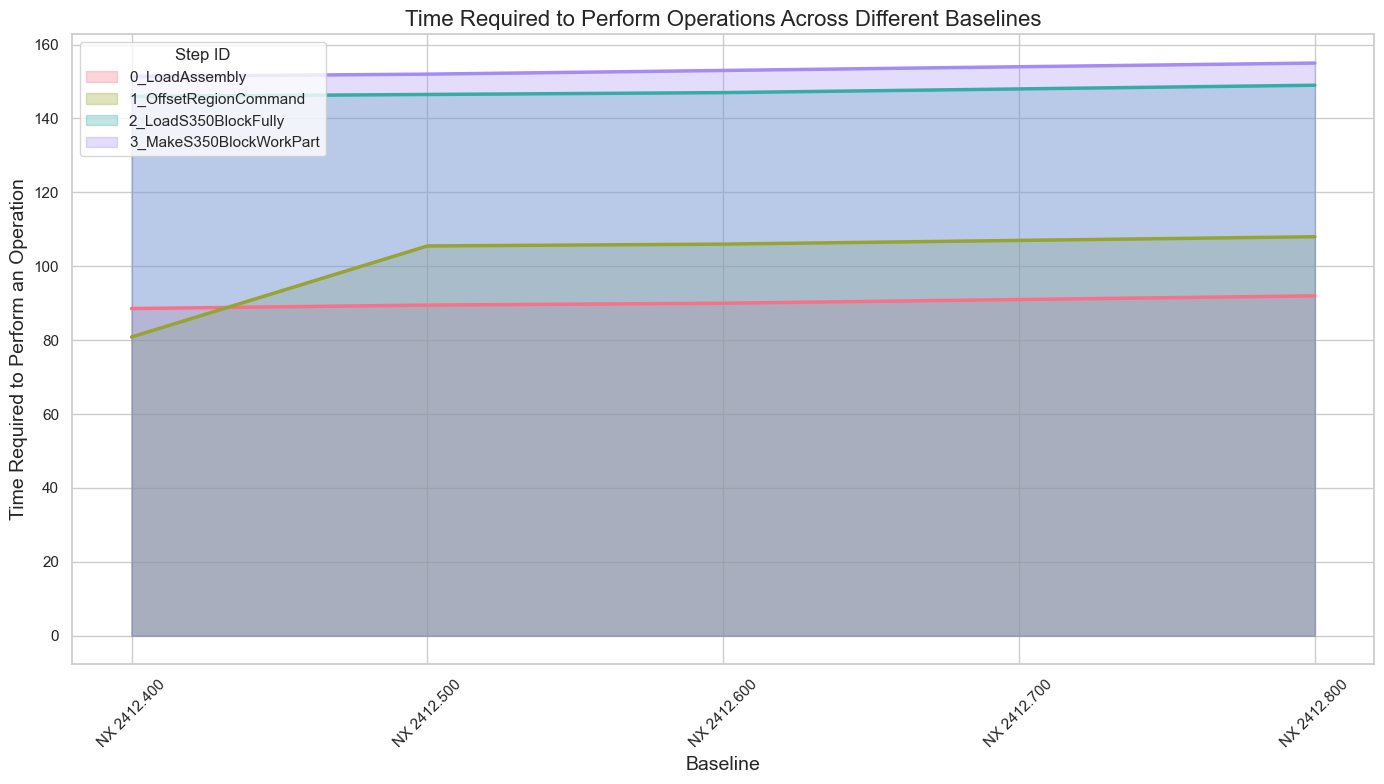 Time Required to Perform Operations Across Different Baselines
Time Required to Perform an Operation
160
140
120
100
80
60
40
20
0
Step ID
0_LoadAssembly
1_OffsetRegionCommand
2_LoadS350BlockFully
3_MakeS350BlockWorkPart
NX 2412.400
NX 2412.500
NX 2412.600
NX 2412.700
NX 2412.800
Baseline